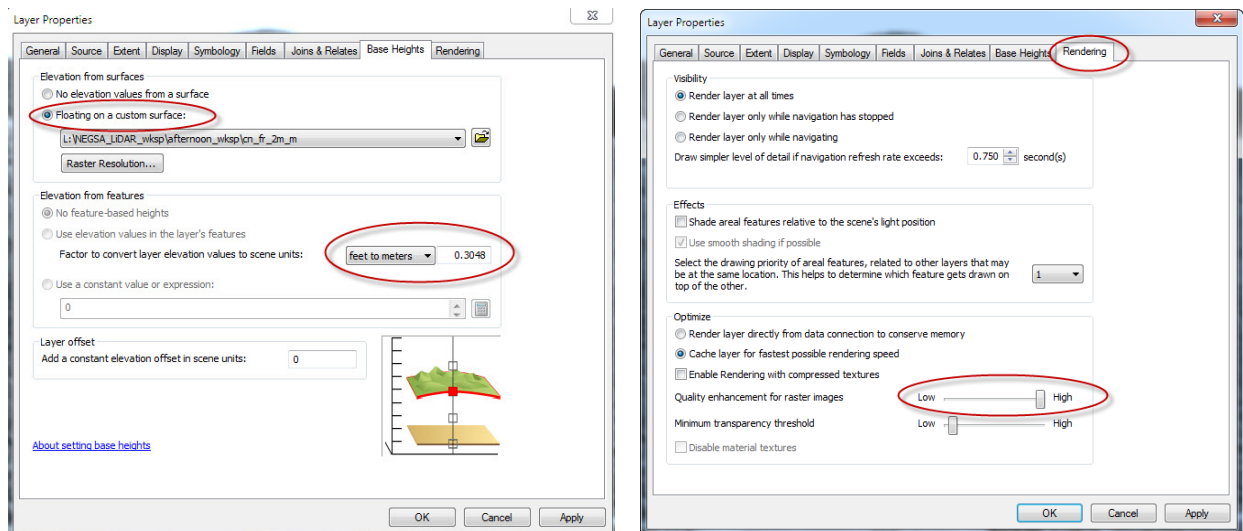 Layer Properties
General Source Extent Display Symbology Fields Joins & Relates Base Heights Rendering
Elevation from surfaces
No elevation values from a surface
Floating on a custom surface:
L:\NEGSA_LiDAR_wksp\afternoon_wksp\cn_fr_2m_m
Raster Resolution...
Elevation from features
No feature-based heights
Use elevation values in the layer's features
Factor to convert layer elevation values to scene units: feet to meters 0.3048
Use a constant value or expression:
0
Layer offset
Add a constant elevation offset in scene units: 0
About setting base heights
OK Cancel Apply
Layer Properties
General Source Extent Display Symbology Fields Joins & Relates Base Heights Rendering
Visibility
Render layer at all times
Render layer only while navigation has stopped
Render layer only while navigating
Draw simpler level of detail if navigation refresh rate exceeds: 0.750 second(s)
Effects
Shade areal features relative to the scene's light position
Use smooth shading if possible
Select the drawing priority of areal features, related to other layers that may
be at the same location. This helps to determine which feature gets drawn on
top of the other.
1
Optimize
Render layer directly from data connection to conserve memory
Cache layer for fastest possible rendering speed
Enable Rendering with compressed textures
Quality enhancement for raster images Low High
Minimum transparency threshold Low High
Disable material textures
OK Cancel Apply